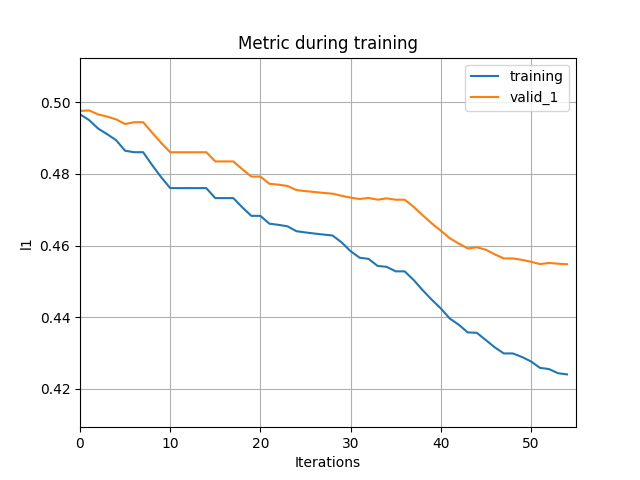 Metric during training
training
valid_1
0.50
0.48
0.46
0.44
0.42
l1
0 10 20 30 40 50
Iterations